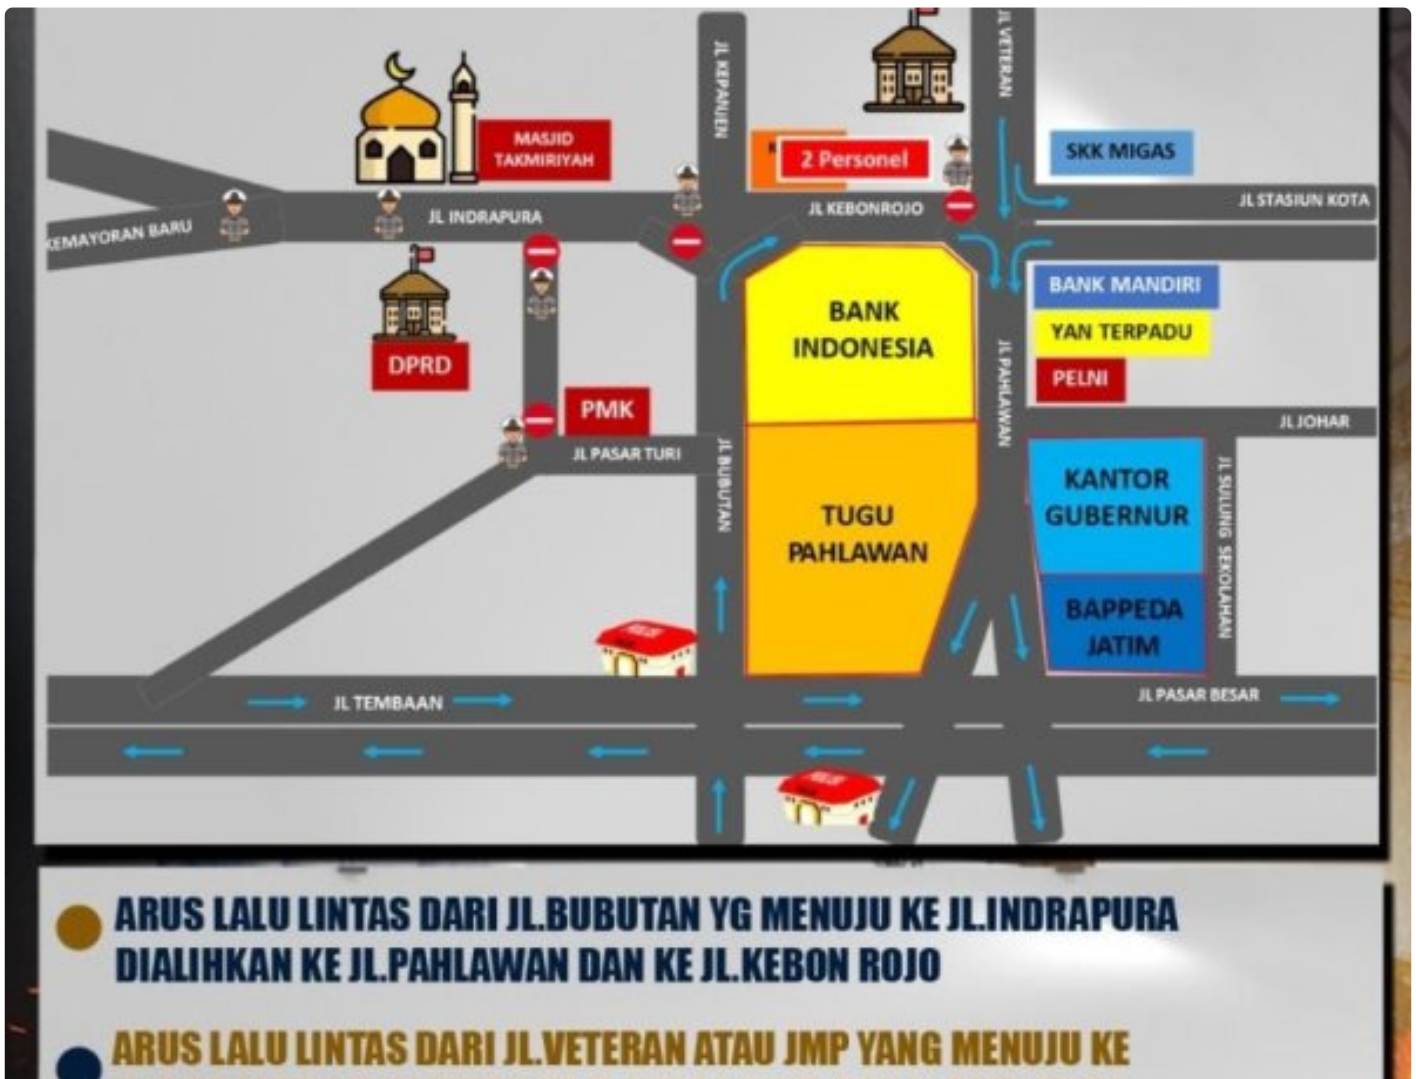 JL KEPANJEN
JL VETERAN
MASJID
TAKMIRIYAH
2 Personel
SKK MIGAS
JL STASIUN KOTA
JL KEBONROJO
JL INDRAPURA
KEMAYORAN BARU
BANK MANDIRI
BANK
INDONESIA
YAN TERPADU
DPRD
PELNI
JL PAHLAWAN
PMK
JL JOHAR
JL PASAR TURI
JL BUBUTAN
KANTOR
GUBERNUR
JL SULUNG SEKOLAHAN
TUGU
PAHLAWAN
BAPPEDA
JATIM
JL TEMBAAN
JL PASAR BESAR
ARUS LALU LINTAS DARI JL.BUBUTAN YG MENUJU KE JL.INDRAPURA
DIALIHKAN KE JL.PAHLAWAN DAN KE JL.KEBON ROJO
ARUS LALU LINTAS DARI JL.VETERAN ATAU JMP YANG MENUJU KE